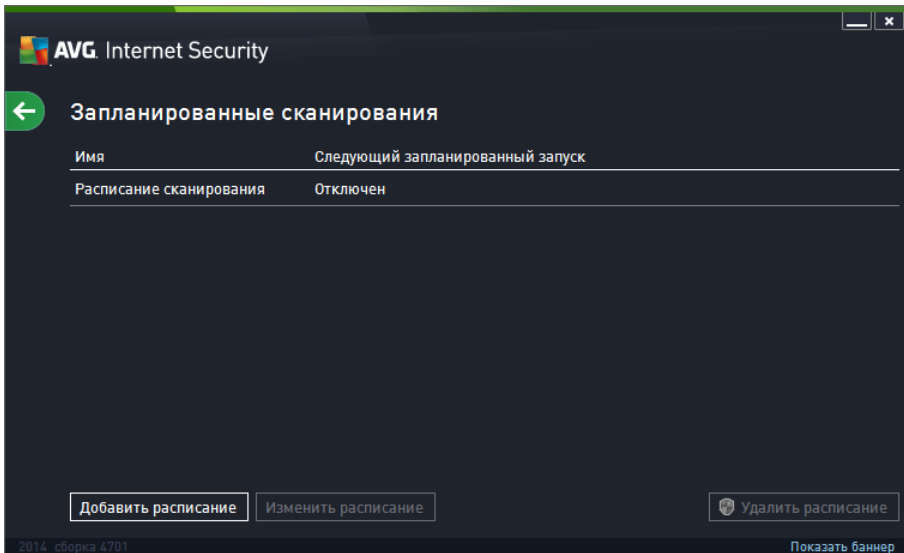 AVG. Internet Security
Запланированные сканирования
Имя Следующий запланированный запуск
Расписание сканирования Отключен
Добавить расписание Изменить расписание Удалить расписание
2014 сборка 4701 Показать баннер